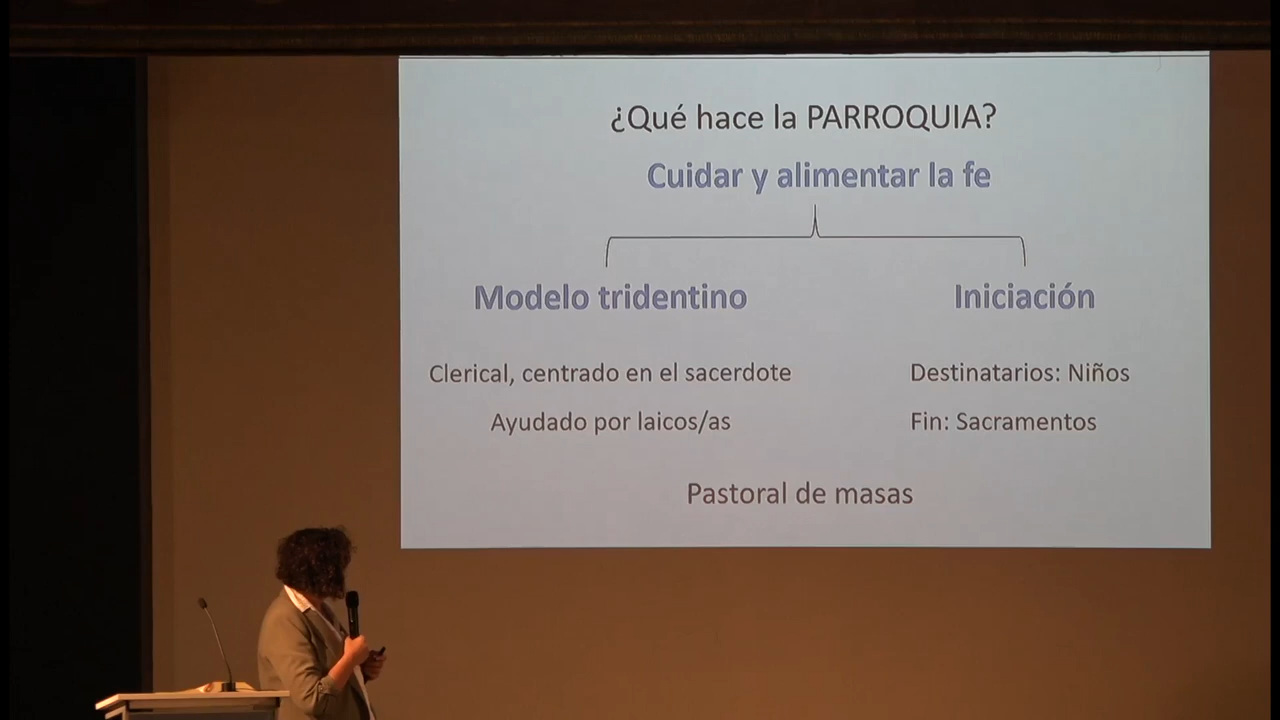 ¿Qué hace la PARROQUIA?
Cuidar y alimentar la fe
Modelo tridentino
Iniciación
Clerical, centrado en el sacerdote
Destinatarios: Niños
Ayudado por laicos/as
Fin: Sacramentos
Pastoral de masas